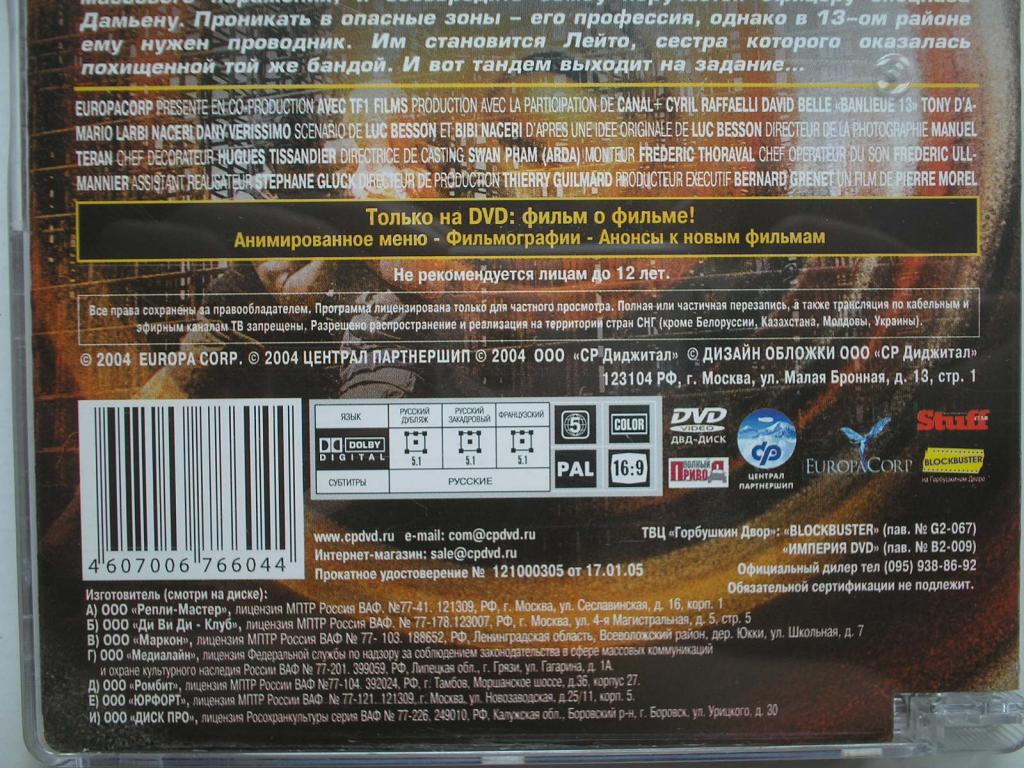 Дамьену. Проникать в опасные зоны – его профессия, однако в 13–ом районе
ему нужен проводник. Им становится Лейто, сестра которого оказалась
похищенной той же бандой. И вот тандем выходит на задание...
EUROPACORP PRESENTE EN CO-PRODUCTION AVEC TF1 FILMS PRODUCTION AVEC LA PARTICIPATION DE CANAL+ CYRIL RAFFAELLI DAVID BELLE «BANLIEUE 13» TONY D'A-
MARIO LARBI NACERI DANY VERISSIMO SCENARIO DE LUC BESSON ET BIBI NACERI D'APRES UNE IDEE ORIGINALE DE LUC BESSON DIRECTEUR DE LA PHOTOGRAPHIE MANUEL
TERAN CHEF DECORATEUR HUGUES TISSANDIER DIRECTRICE DE CASTING SWAN PHAM (ARDA) MONTEUR FREDERIC THORAVAL CHEF OPERATEUR DU SON FREDERIC ULL-
MANNIER ASSISTANT REALISATEUR STEPHANE GLUCK DIRECTEUR DE PRODUCTION THIERRY GUILMARD PRODUCTEUR EXECUTIF BERNARD GRENET UN FILM DE PIERRE MOREL
Только на DVD: фильм о фильме!
Анимированное меню - Фильмографии - Анонсы к новым фильмам
Не рекомендуется лицам до 12 лет.
Все права сохранены за правообладателем. Программа лицензирована только для частного просмотра. Полная или частичная перезапись, а также трансляция по кабельным и
эфирным каналам ТВ запрещены. Разрешено распространение и реализация на территорий стран СНГ (кроме Белоруссии, Казахстана, Молдовы, Украины).
© 2004 EUROPA CORP. © 2004 ЦЕНТРАЛ ПАРТНЕРШИП © 2004 ООО «СР Диджитал» © ДИЗАЙН ОБЛОЖКИ ООО «СР Диджитал»
123104 РФ, г. Москва, ул. Малая Бронная, д. 13, стр. 1
ЯЗЫК РУССКИЙ ДУБЛЯЖ РУССКИЙ ЗАКАДРОВЫЙ ФРАНЦУЗСКИЙ
DOLBY DIGITAL 5.1 5.1 5.1
СУБТИТРЫ РУССКИЕ
5 COLOR
PAL 16:9
DVD VIDEO
ДВД-ДИСК
ПОЛНЫЙ ПРИВОД
CP
ЦЕНТРАЛ ПАРТНЕРШИП
EUROPACORP
Stuff
BLOCKBUSTER
на Горбушкином Дворе
4 607006 766044
www.cpdvd.ru e-mail: com@cpdvd.ru
Интернет-магазин: sale@cpdvd.ru
Прокатное удостоверение № 121000305 от 17.01.05
ТВЦ «Горбушкин Двор»: «BLOCKBUSTER» (пав. № G2-067)
«ИМПЕРИЯ DVD» (пав. № B2-009)
Официальный дилер тел (095) 938-86-92
Обязательной сертификации не подлежит.
Изготовитель (смотри на диске):
А) ООО «Репли-Мастер», лицензия МПТР Россия ВАФ. №77-41. 121309, РФ, г. Москва, ул. Сеславинская, д. 16, корп. 1
Б) ООО «Ди Ви Ди - Клуб», лицензия МПТР Россия ВАФ. № 77-178.123007, РФ, г. Москва, ул. 4-я Магистральная, д. 5, стр. 5
В) ООО «Маркон», лицензия МПТР Россия ВАФ № 77- 103. 188652, РФ, Ленинградская область, Всеволожский район, дер. Юкки, ул. Школьная, д. 7
Г) ООО «Медиалайн», лицензия Федеральной службы по надзору за соблюдением законодательства в сфере массовых коммуникаций
и охране культурного наследия России ВАФ № 77-201. 399059, РФ, Липецкая обл., г. Грязи, ул. Гагарина, д. 1А
Д) ООО «Ромбит», лицензия МПТР Россия ВАФ №77-104. 392024, РФ, г. Тамбов, Моршанское шоссе, д.36, корпус 27.
Е) ООО «ЮРФОРТ», лицензия МПТР Россия ВАФ № 77-121. 121309, г. Москва, ул. Новозаводская, д.25/11, корп. 5.
И) ООО «ДИСК ПРО», лицензия Росохранкультуры серия ВАФ № 77-226, 249010, РФ, Калужская обл., Боровский р-н, г. Боровск, ул. Урицкого, д. 30